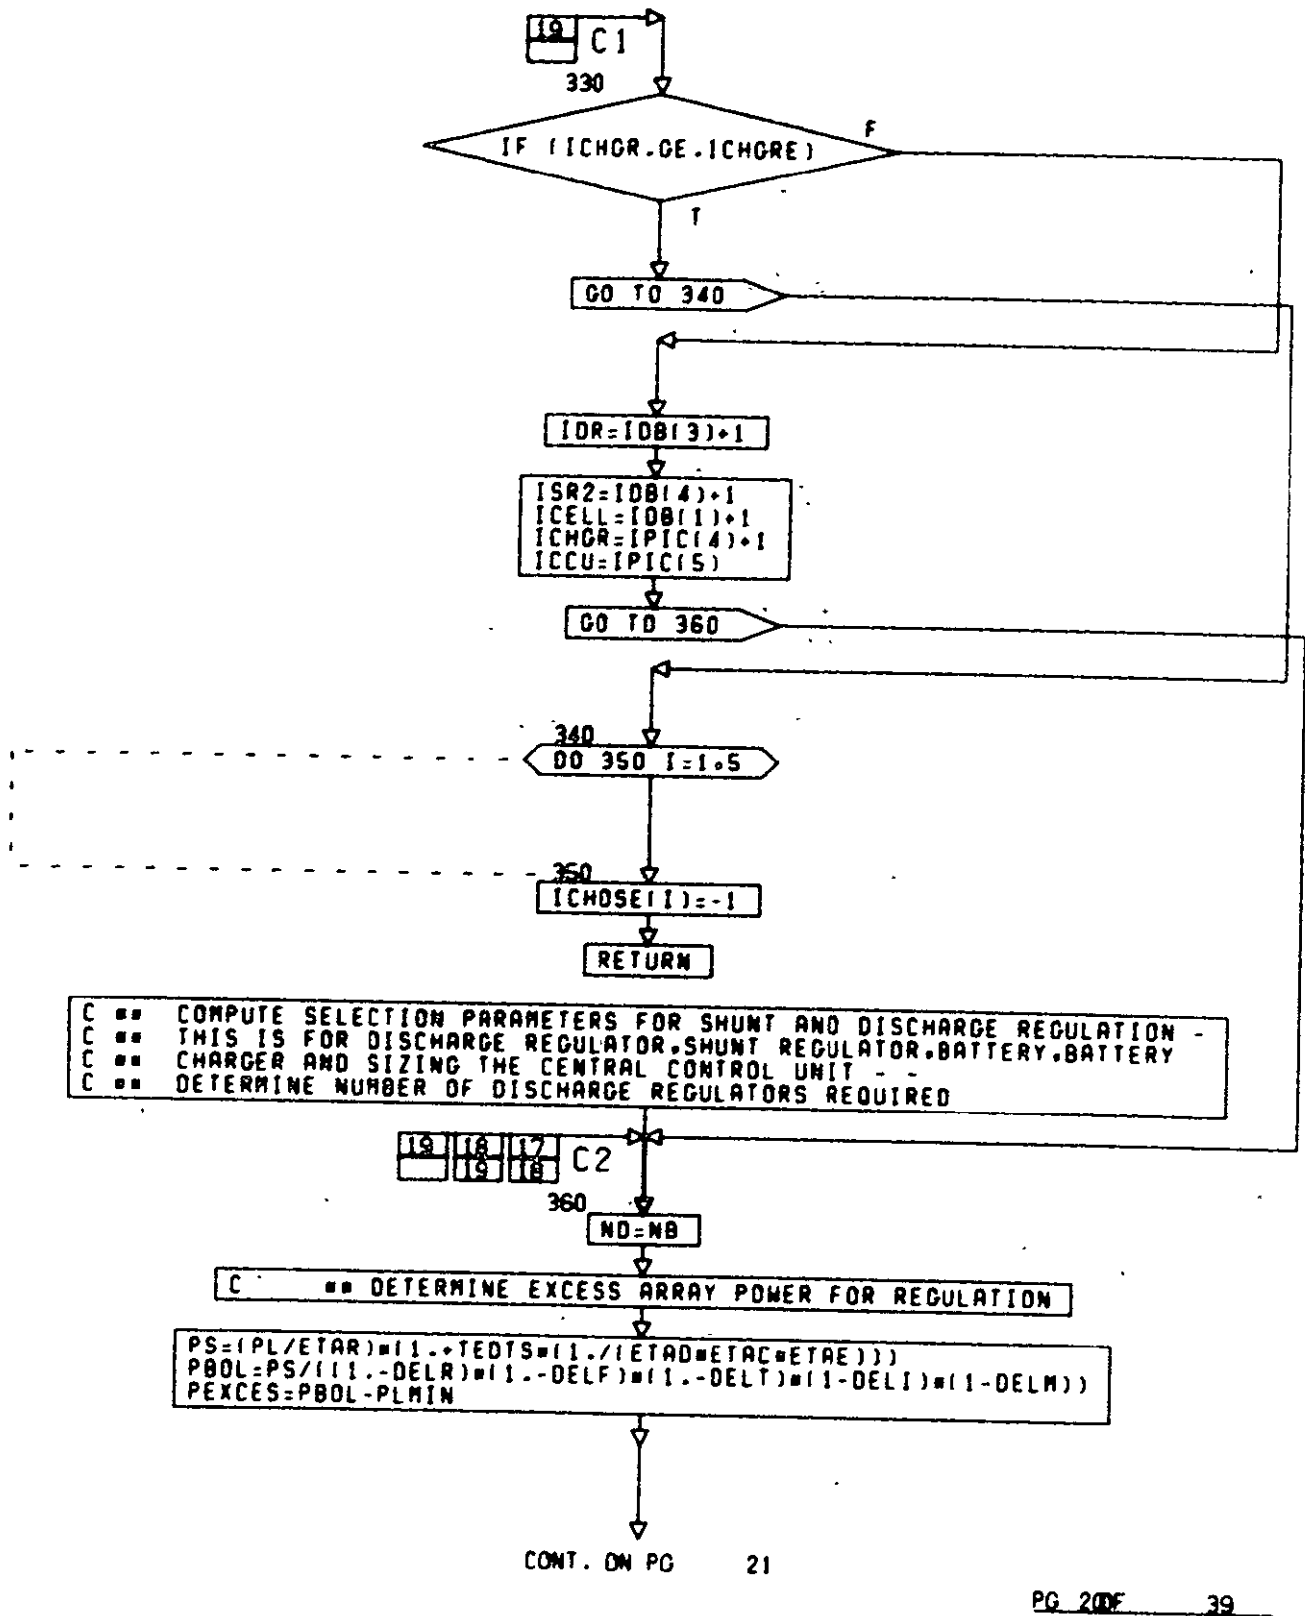 19 C1
330
IF (ICHGR.GE.ICHGRE)
F
T
GO TO 340
IDR=IDB(3)+1
ISR2=IDB(4)+1
ICELL=IDB(1)+1
ICHGR=IPIC(4)+1
ICCU=IPIC(5)
GO TO 360
340
DO 350 I=1,5
350
ICHOSE(I)=-1
RETURN
C ** COMPUTE SELECTION PARAMETERS FOR SHUNT AND DISCHARGE REGULATION -
C ** THIS IS FOR DISCHARGE REGULATOR,SHUNT REGULATOR,BATTERY,BATTERY
C ** CHARGER AND SIZING THE CENTRAL CONTROL UNIT - -
C ** DETERMINE NUMBER OF DISCHARGE REGULATORS REQUIRED
19 18 17 C2
19 18
360
ND=NB
C ** DETERMINE EXCESS ARRAY POWER FOR REGULATION
PS=(PL/ETAR)*(1.+TEDTS*(1./(ETAD*ETAC*ETAE)))
PBOL=PS/((1.-DELR)*(1.-DELF)*(1.-DELT)*(1-DELI)*(1-DELM))
PEXCES=PBOL-PLMIN
CONT. ON PG 21
PG 20 OF 39